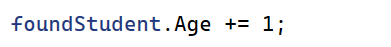 foundStudent.Age += 1;